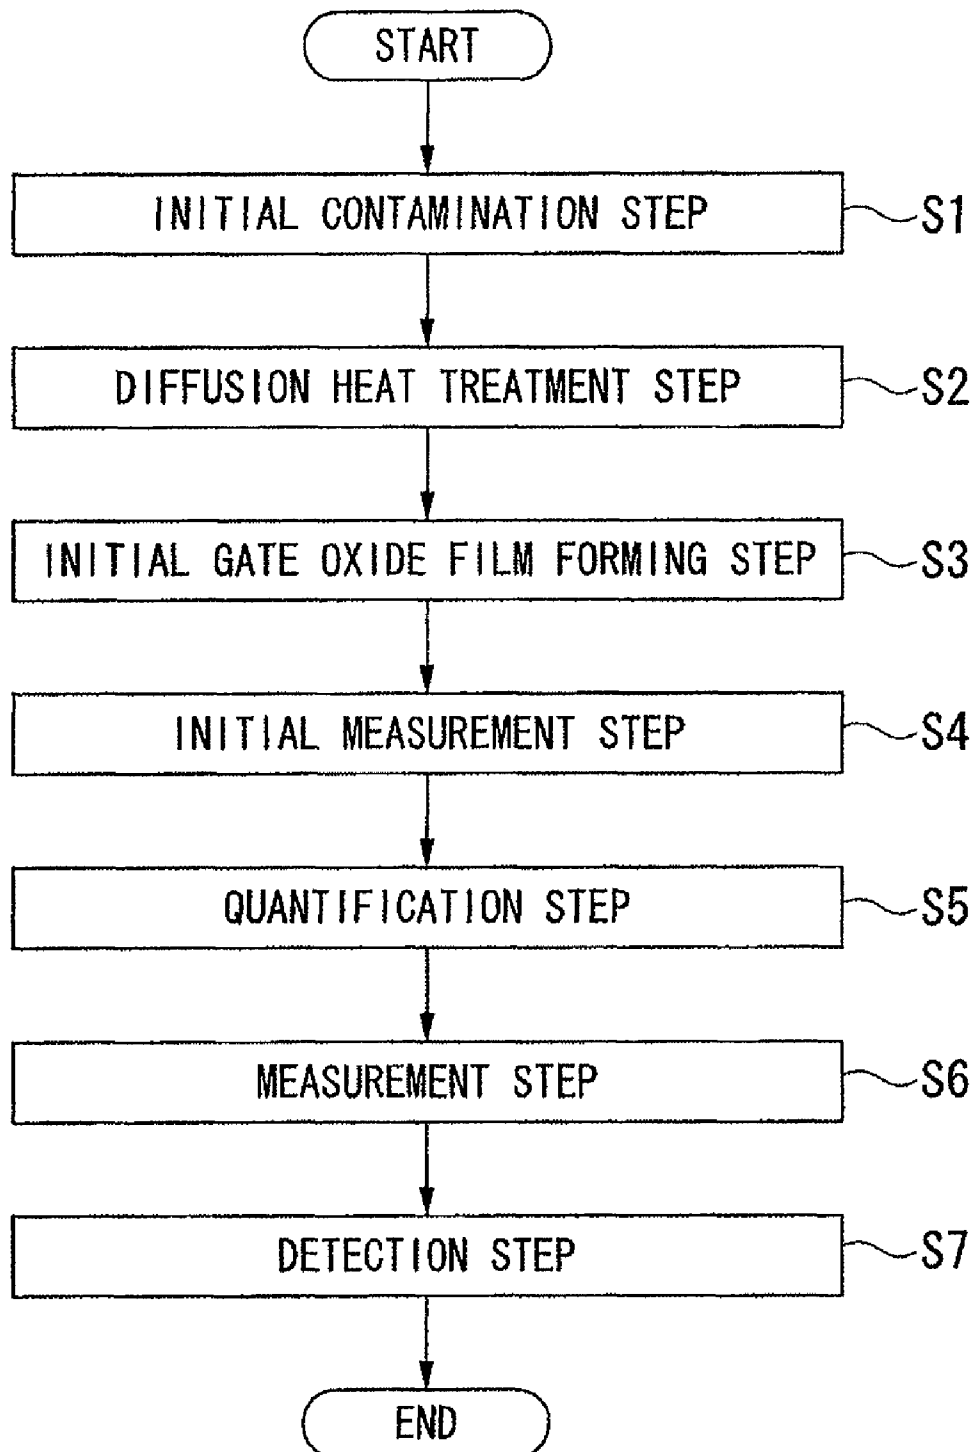 START
INITIAL CONTAMINATION STEP S1
DIFFUSION HEAT TREATMENT STEP S2
INITIAL GATE OXIDE FILM FORMING STEP S3
INITIAL MEASUREMENT STEP S4
QUANTIFICATION STEP S5
MEASUREMENT STEP S6
DETECTION STEP S7
END